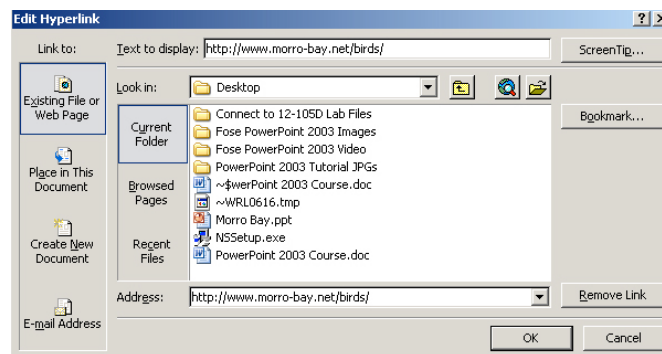 Edit Hyperlink
Link to:
Text to display: http://www.morro-bay.net/birds/
ScreenTip...
Existing File or
Web Page
Look in: Desktop
Bookmark...
Current
Folder
Connect to 12-105D Lab Files
Fose PowerPoint 2003 Images
Fose PowerPoint 2003 Video
PowerPoint 2003 Tutorial JPGs
~$werPoint 2003 Course.doc
~WRL0616.tmp
Morro Bay.ppt
NSSetup.exe
PowerPoint 2003 Course.doc
Place in This
Document
Browsed
Pages
Create New
Document
Recent
Files
E-mail Address
Address: http://www.morro-bay.net/birds/
Remove Link
OK
Cancel